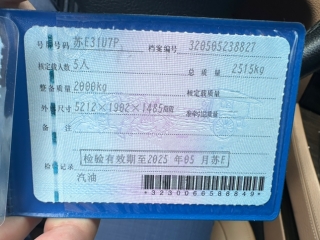 号牌号码 苏E31U7P 档案编号 320505238827
核定载人数 5人 总质量 2515kg
整备质量 2000kg 核定载质量
外廓尺寸 5212×1902×1485mm 准牵引总质量
备注
检验记录 检验有效期至2025年05月苏E
汽油
*3230066588849*